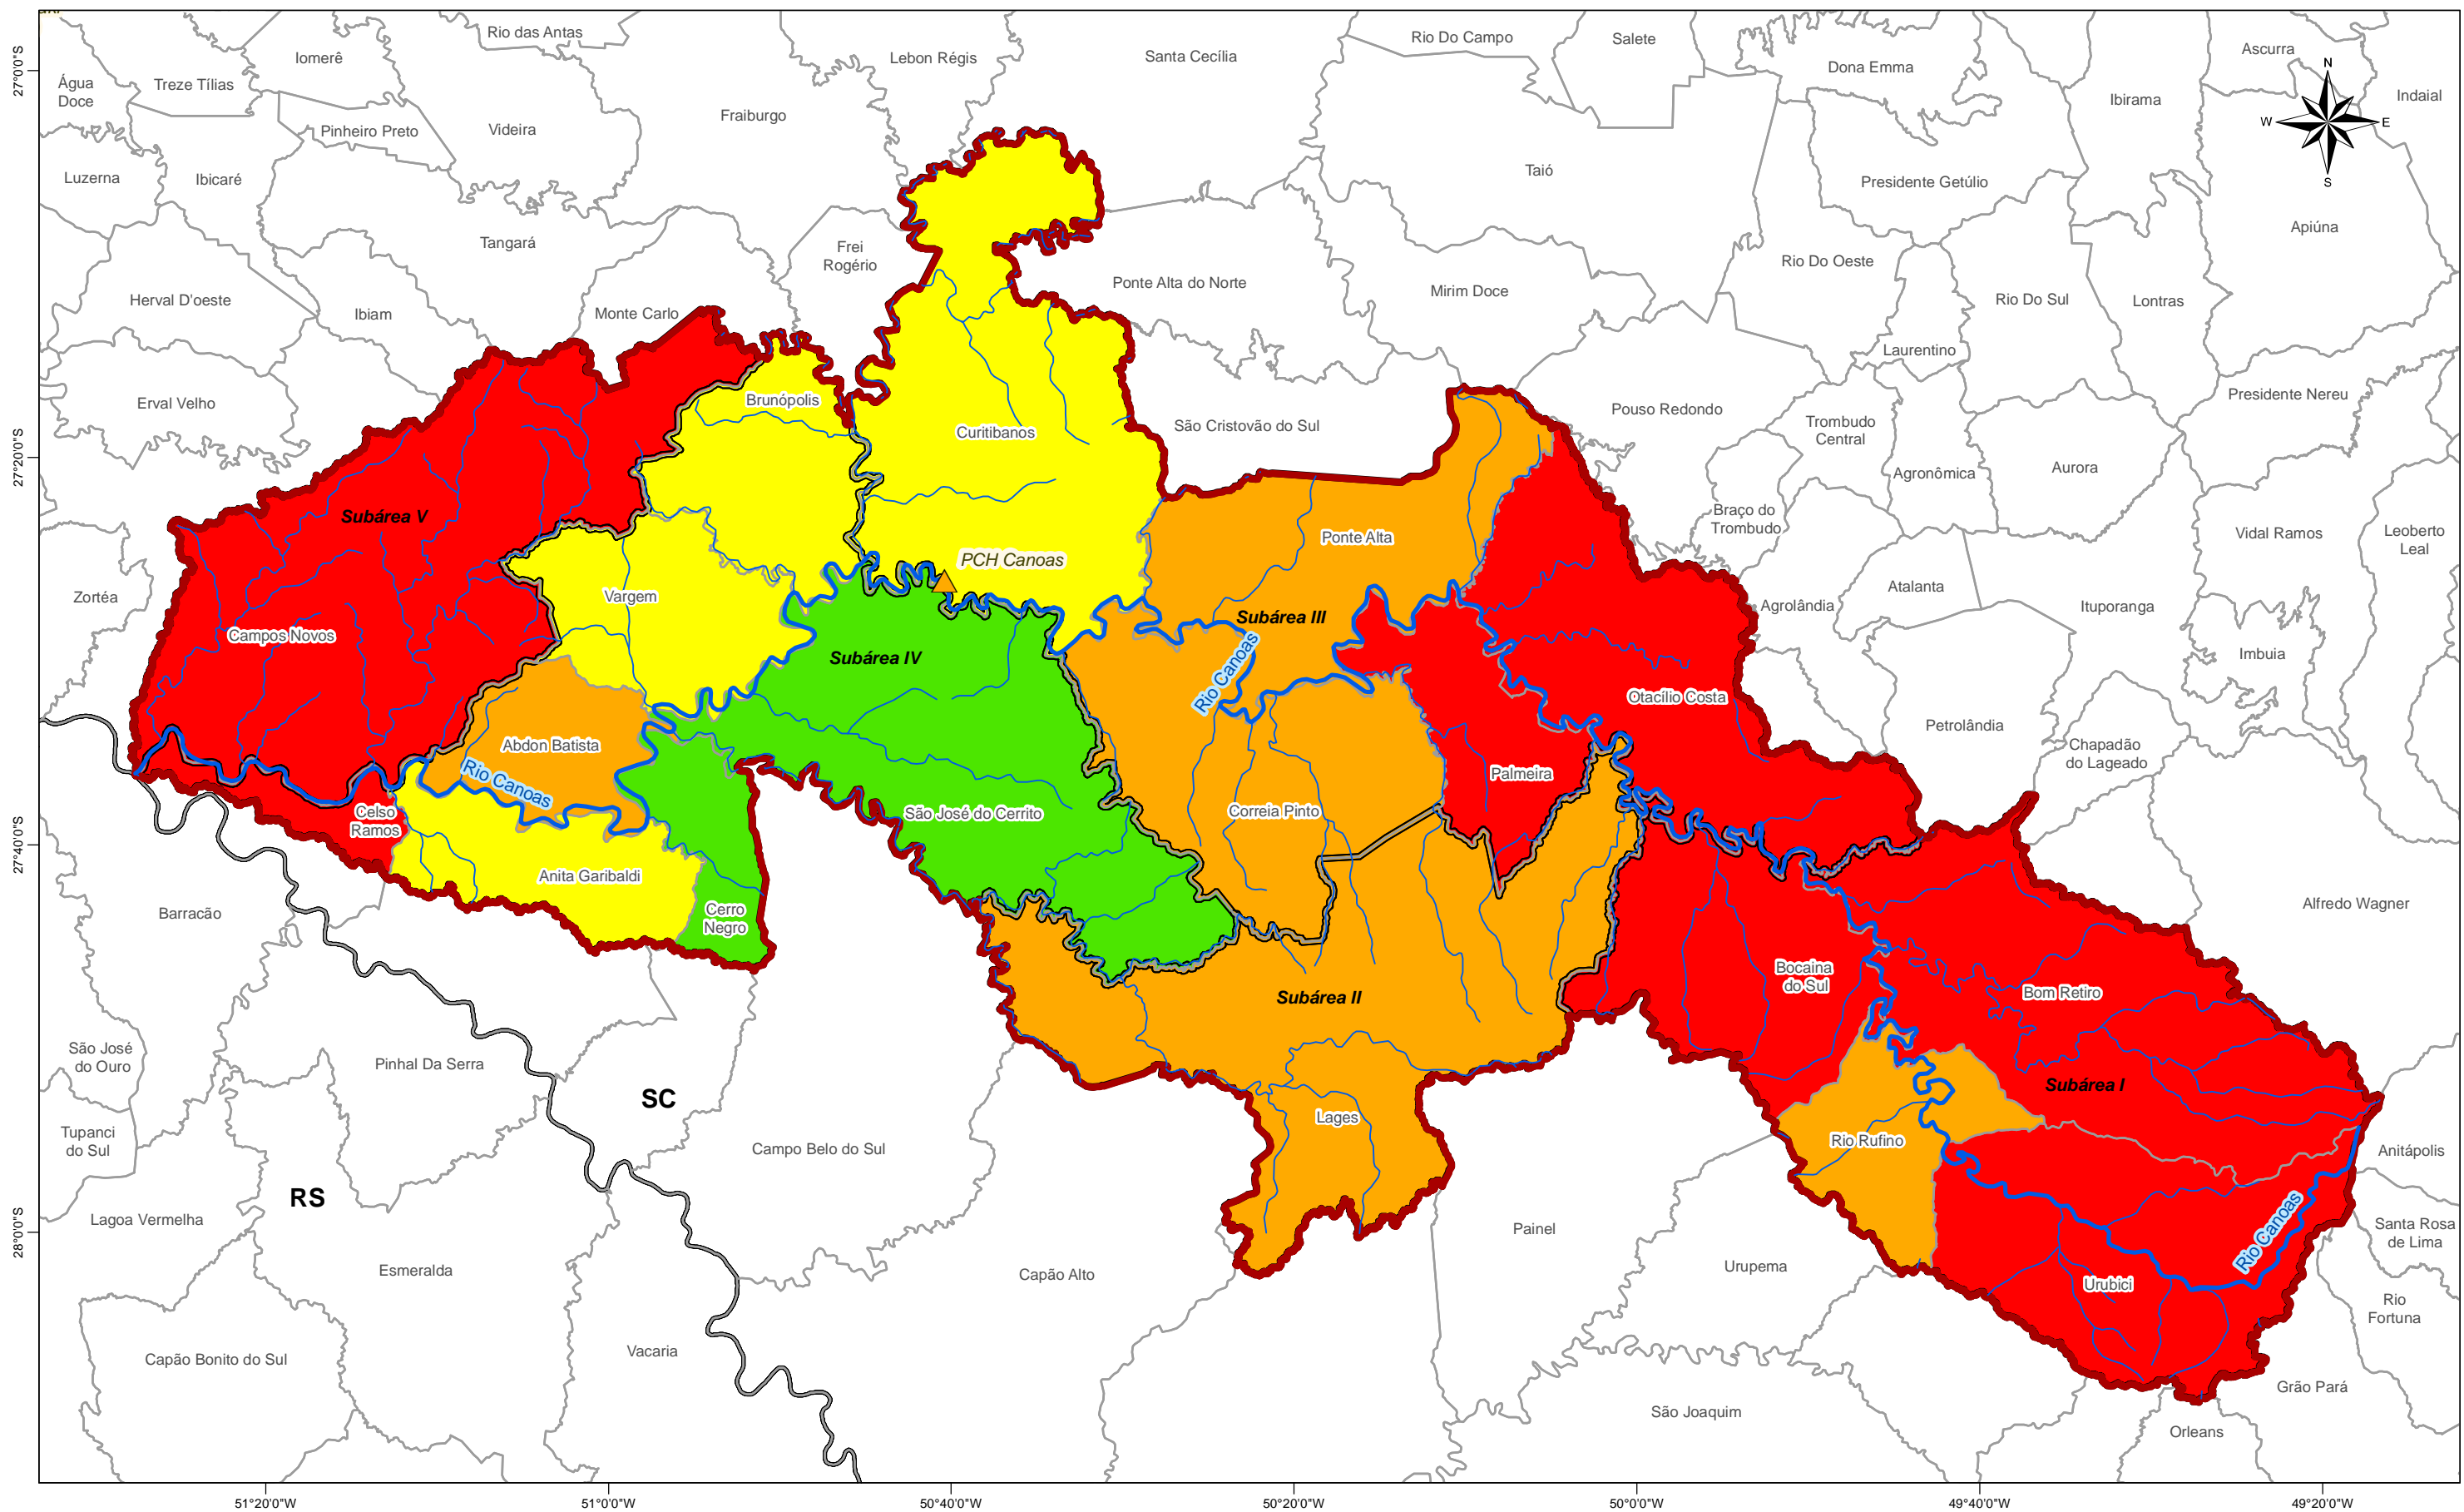 Rio das Antas
Iomerê
Água
Doce
Treze Tílias
Pinheiro Preto
Videira
Fraiburgo
Lebon Régis
Santa Cecília
Rio Do Campo
Salete
Dona Emma
Ascurra
Ibirama
Indaial
N
W
E
S
27°0'0"S
Luzerna
Ibicaré
Tangará
Frei
Rogério
Taió
Presidente Getúlio
Apiúna
Herval D'oeste
Ibiam
Monte Carlo
Ponte Alta do Norte
Mirim Doce
Rio Do Oeste
Rio Do Sul
Lontras
Laurentino
Erval Velho
Brunópolis
Curitibanos
São Cristovão do Sul
Pouso Redondo
Trombudo
Central
Presidente Nereu
Agronômica
Aurora
27°20'0"S
Subárea V
PCH Canoas
Ponte Alta
Braço do
Trombudo
Vidal Ramos
Leoberto
Leal
Zortéa
Vargem
Campos Novos
Subárea IV
Subárea III
Rio Canoas
Agrolândia
Atalanta
Ituporanga
Imbuia
Otacílio Costa
Petrolândia
Chapadão
do Lageado
Abdon Batista
Rio Canoas
Celso
Ramos
São José do Cerrito
Correia Pinto
Palmeira
27°40'0"S
Anita Garibaldi
Cerro
Negro
Barracão
Alfredo Wagner
Subárea II
Bocaina
do Sul
Bom Retiro
São José
do Ouro
Pinhal Da Serra
SC
Subárea I
Tupanci
do Sul
Campo Belo do Sul
Lages
Rio Rufino
Anitápolis
RS
Lagoa Vermelha
Painel
Rio Canoas
Santa Rosa
de Lima
28°0'0"S
Esmeralda
Capão Alto
Urupema
Urubici
Rio
Fortuna
Capão Bonito do Sul
Vacaria
São Joaquim
Grão Pará
Orleans
51°20'0"W
51°0'0"W
50°40'0"W
50°20'0"W
50°0'0"W
49°40'0"W
49°20'0"W